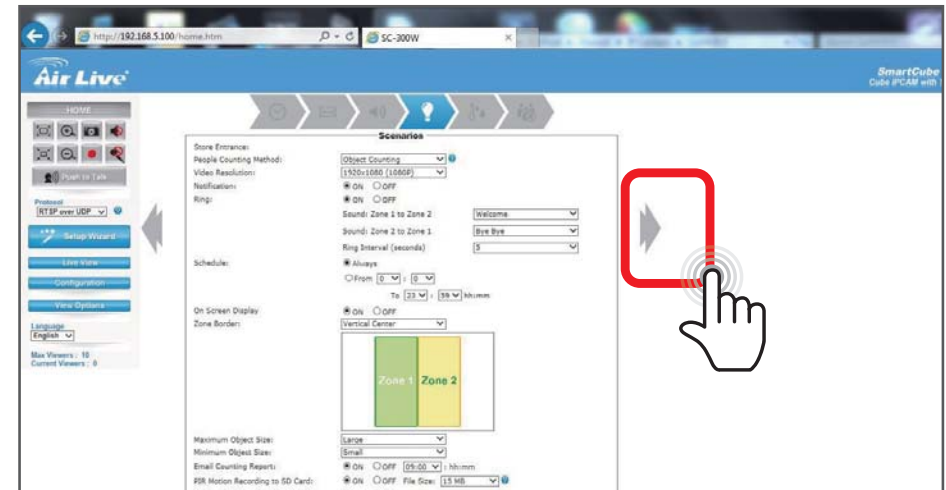 http://192.168.5.100/home.htm
SC-300W
Air Live
SmartCube
Cube IPCAM with
HOME
Push to Talk
Protocol
RTSP over UDP
Setup Wizard
Live View
Configuration
View Options
Language
English
Max Viewers : 10
Current Viewers : 0
Scenarios
Store Entrance:
People Counting Method: Object Counting
Video Resolution: 1920x1080 (1080P)
Notification: ON OFF
Ring: ON OFF
Sound: Zone 1 to Zone 2 Welcome
Sound: Zone 2 to Zone 1 Bye Bye
Ring Interval (seconds) 5
Schedule: Always
From 0 : 0
To 23 : 59 hh:mm
On Screen Display ON OFF
Zone Border: Vertical Center
Zone 1 Zone 2
Maximum Object Size: Large
Minimum Object Size: Small
Email Counting Report: ON OFF 05:00 : hh:mm
PIR Motion Recording to SD Card: ON OFF File Size: 15 MB